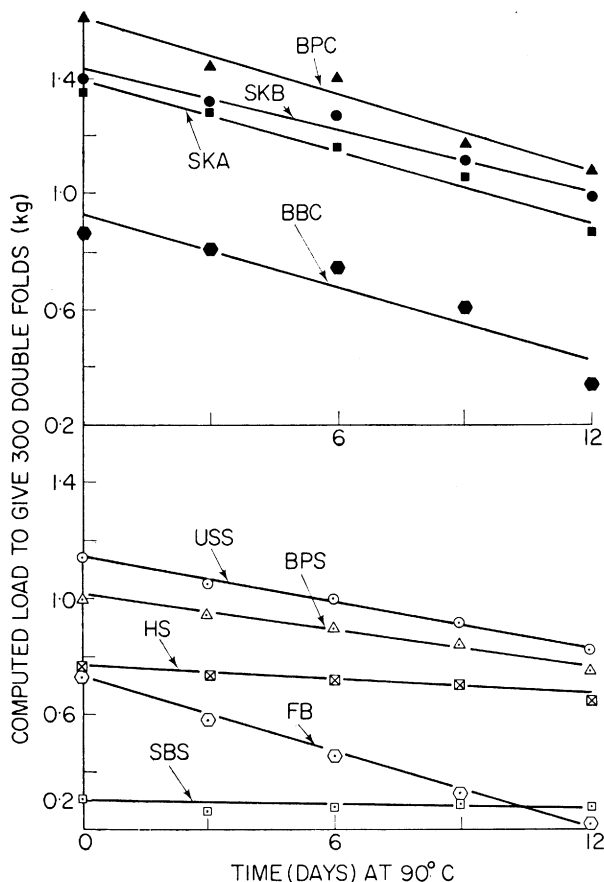 COMPUTED LOAD TO GIVE 300 DOUBLE FOLDS (kg)
1·4
1·0
0·6
0·2
BPC
SKB
SKA
BBC
6
12
1·4
1·0
0·6
0·2
USS
BPS
HS
FB
SBS
0
6
12
TIME (DAYS) AT 90°C